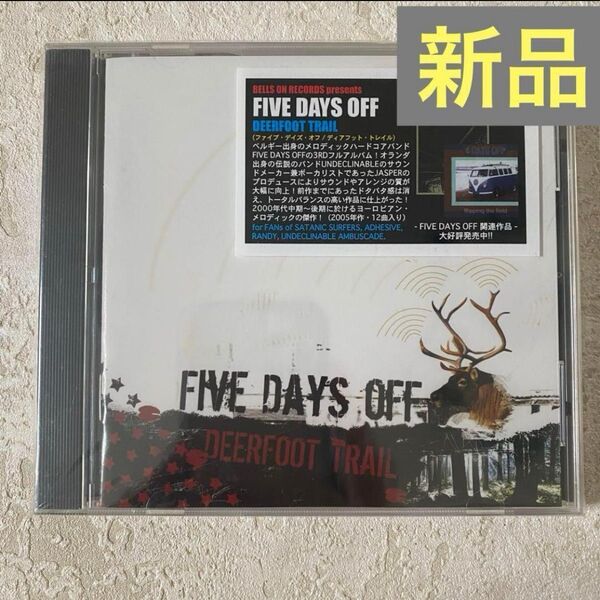 新品
BELLS ON RECORDS presents
FIVE DAYS OFF
DEERFOOT TRAIL
(ファイブ・デイズ・オフ / ディアフット・トレイル)
ベルギー出身のメロディックハードコアバンド
FIVE DAYS OFFの3RDフルアルバム！オランダ
出身の伝説のバンドUNDECLINABLEのサウン
ドメーカー兼ボーカリストであったJASPERの
プロデュースによりサウンドやアレンジの質が
大幅に向上！前作までにあったドタバタ感は消
え、トータルバランスの高い作品に仕上がった！
2000年代中期〜後期に於けるヨーロピアン・
メロディックの傑作！（2005年作・12曲入り）
for FANs of SATANIC SURFERS, ADHESIVE,
RANDY, UNDECLINABLE AMBUSCADE.
DAYS OFF
- FIVE DAYS OFF 関連作品 -
大好評発売中!!
FIVE DAYS OFF
DEERFOOT TRAIL